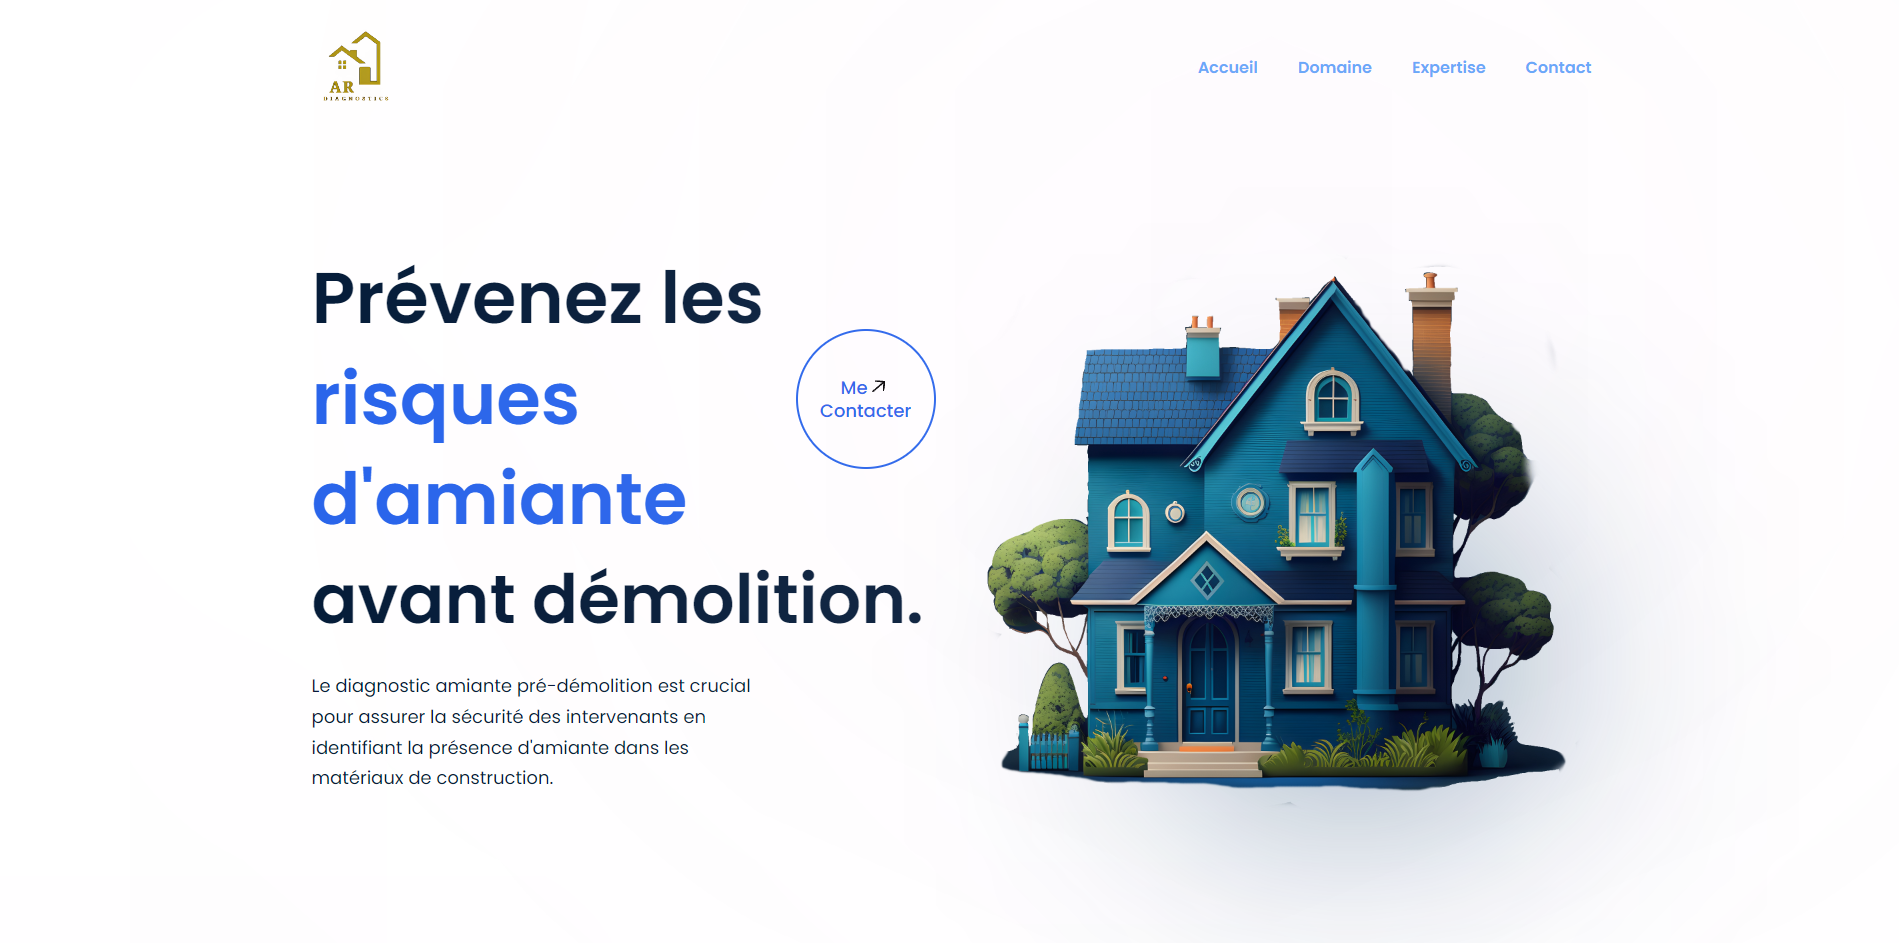 AR
DIAGNOSTICS
Accueil Domaine Expertise Contact
Prévenez les
risques
d'amiante
avant démolition.
Me
Contacter
Le diagnostic amiante pré-démolition est crucial
pour assurer la sécurité des intervenants en
identifiant la présence d'amiante dans les
matériaux de construction.